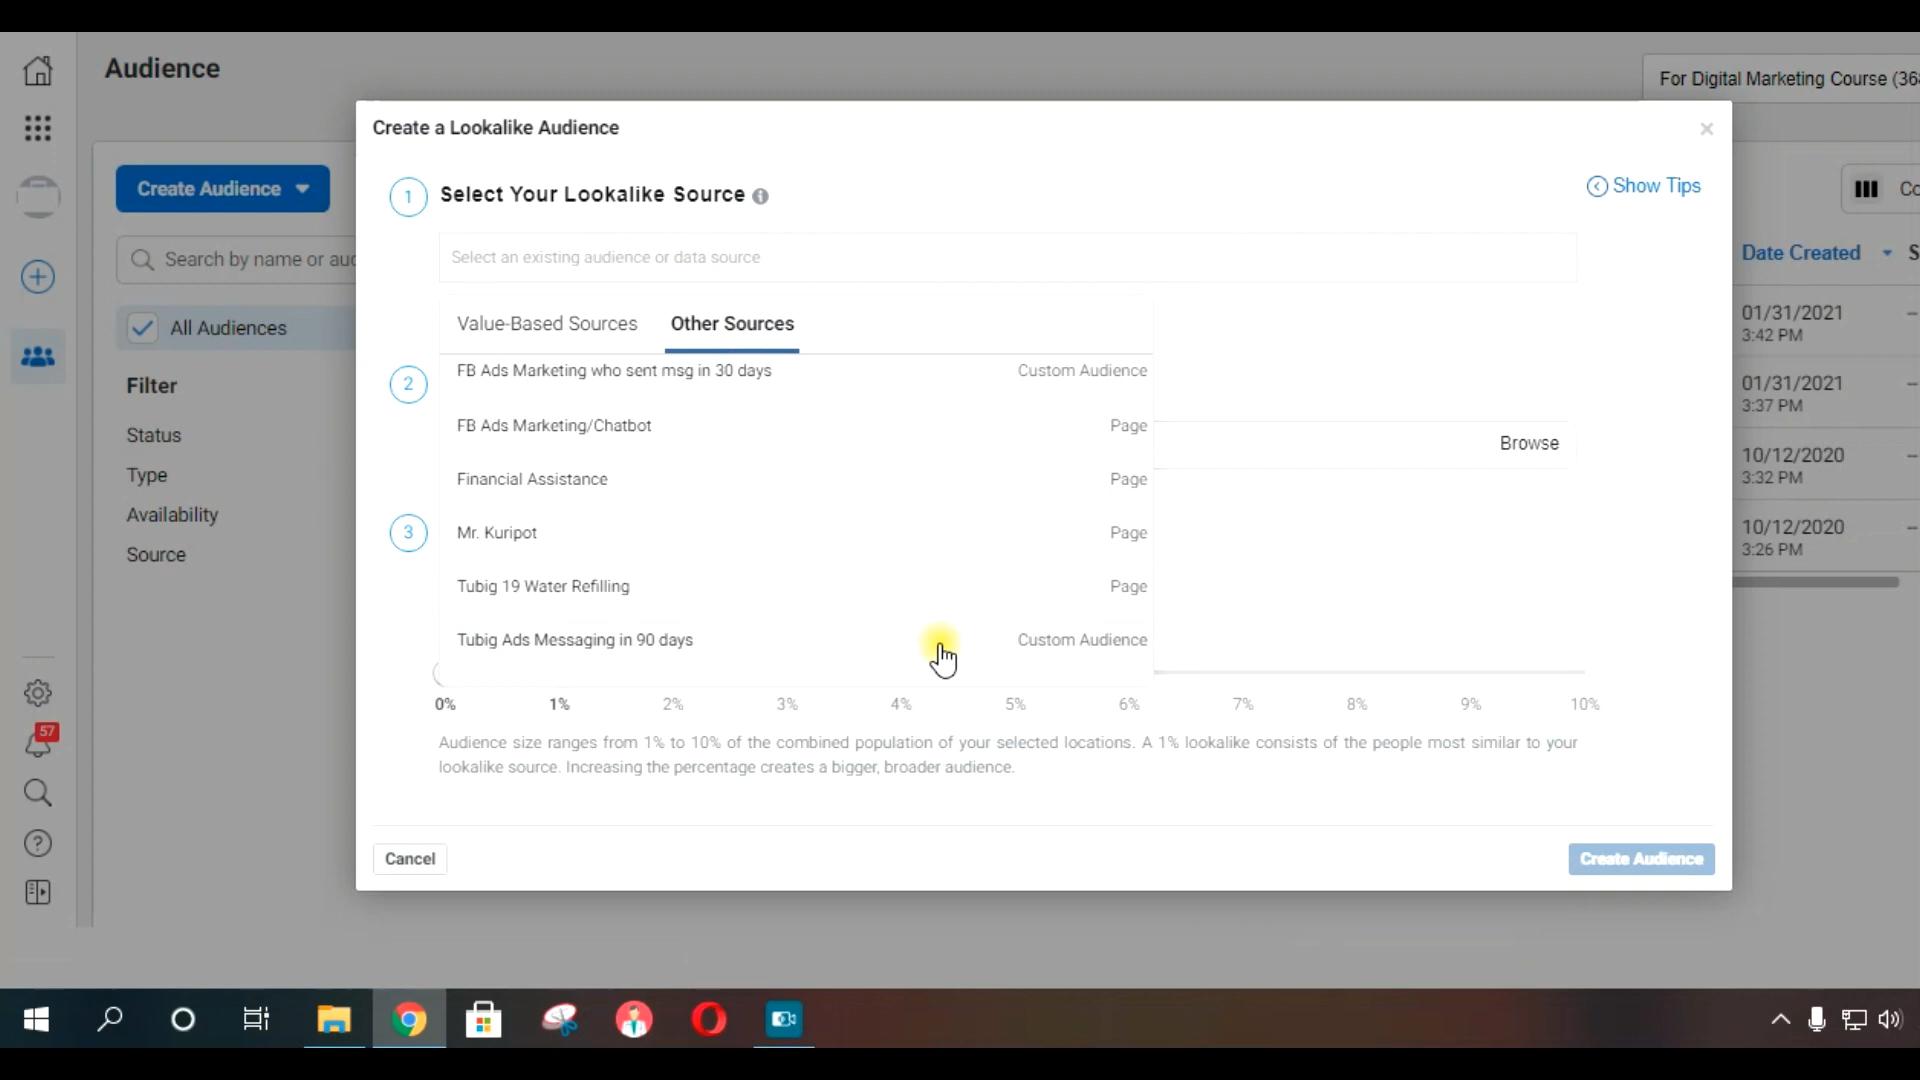 Audience
For Digital Marketing Course (36
Create a Lookalike Audience
Create Audience
1
Select Your Lookalike Source
Show Tips
Search by name or au
Select an existing audience or data source
Date Created
All Audiences
Value-Based Sources
Other Sources
01/31/2021
3:42 PM
Filter
2
FB Ads Marketing who sent msg in 30 days
Custom Audience
01/31/2021
3:37 PM
Status
FB Ads Marketing/Chatbot
Page
Browse
10/12/2020
3:32 PM
Type
Financial Assistance
Page
Availability
3
Mr. Kuripot
Page
10/12/2020
3:26 PM
Source
Tubig 19 Water Refilling
Page
Tubig Ads Messaging in 90 days
Custom Audience
0% 1% 2% 3% 4% 5% 6% 7% 8% 9% 10%
57
Audience size ranges from 1% to 10% of the combined population of your selected locations. A 1% lookalike consists of the people most similar to your
lookalike source. Increasing the percentage creates a bigger, broader audience.
Cancel
Create Audience